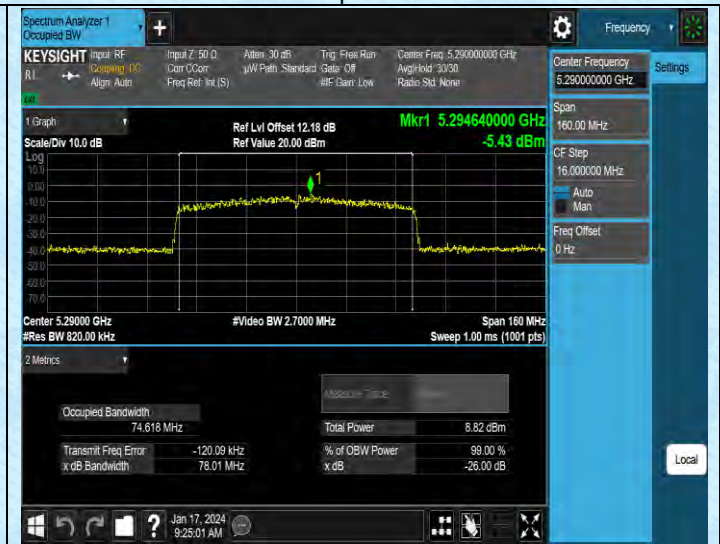 Spectrum Analyzer 1
Occupied BW
Frequency
KEYSIGHT
Input: RF
Coupling: DC
Align: Auto
Input Z: 50 Ω
Corr CCorr
Freq Ref: Int (S)
Atten: 30 dB
µW Path: Standard
Trig: Free Run
Gate: Off
#IF Gain: Low
Center Freq: 5.290000000 GHz
Avg|Hold: 30/30
Radio Std: None
Center Frequency
5.290000000 GHz
Settings
Span
160.00 MHz
CF Step
16.000000 MHz
Auto
Man
Freq Offset
0 Hz
1 Graph
Scale/Div 10.0 dB
Ref Lvl Offset 12.18 dB
Ref Value 20.00 dBm
Mkr1 5.294640000 GHz
-5.43 dBm
Log
10.0
0.00
-10.0
-20.0
-30.0
-40.0
-50.0
-60.0
-70.0
1
Center 5.29000 GHz
#Res BW 820.00 kHz
#Video BW 2.7000 MHz
Span 160 MHz
Sweep 1.00 ms (1001 pts)
2 Metrics
Measure Trace
Occupied Bandwidth
74.618 MHz
Total Power
8.82 dBm
Transmit Freq Error
-120.09 kHz
% of OBW Power
99.00 %
x dB Bandwidth
78.01 MHz
x dB
-26.00 dB
Local
?
Jan 17, 2024
9:25:01 AM